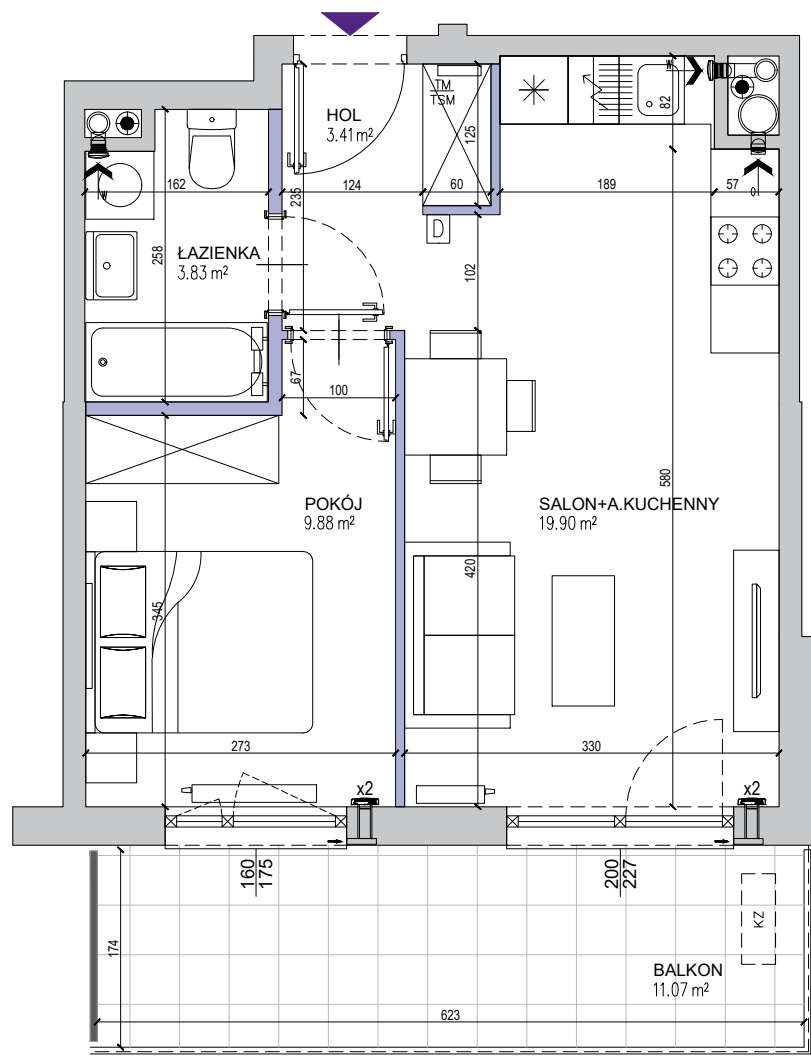 TM
TSM
HOL
3.41 m²
82
125
162
124
60
189
57
W
W
O
235
258
ŁAZIENKA
3.83 m²
D
102
67
100
POKÓJ
9.88 m²
SALON+A.KUCHENNY
19.90 m²
580
420
345
273
330
x2
x2
160
175
200
227
KZ
174
BALKON
11.07 m²
623